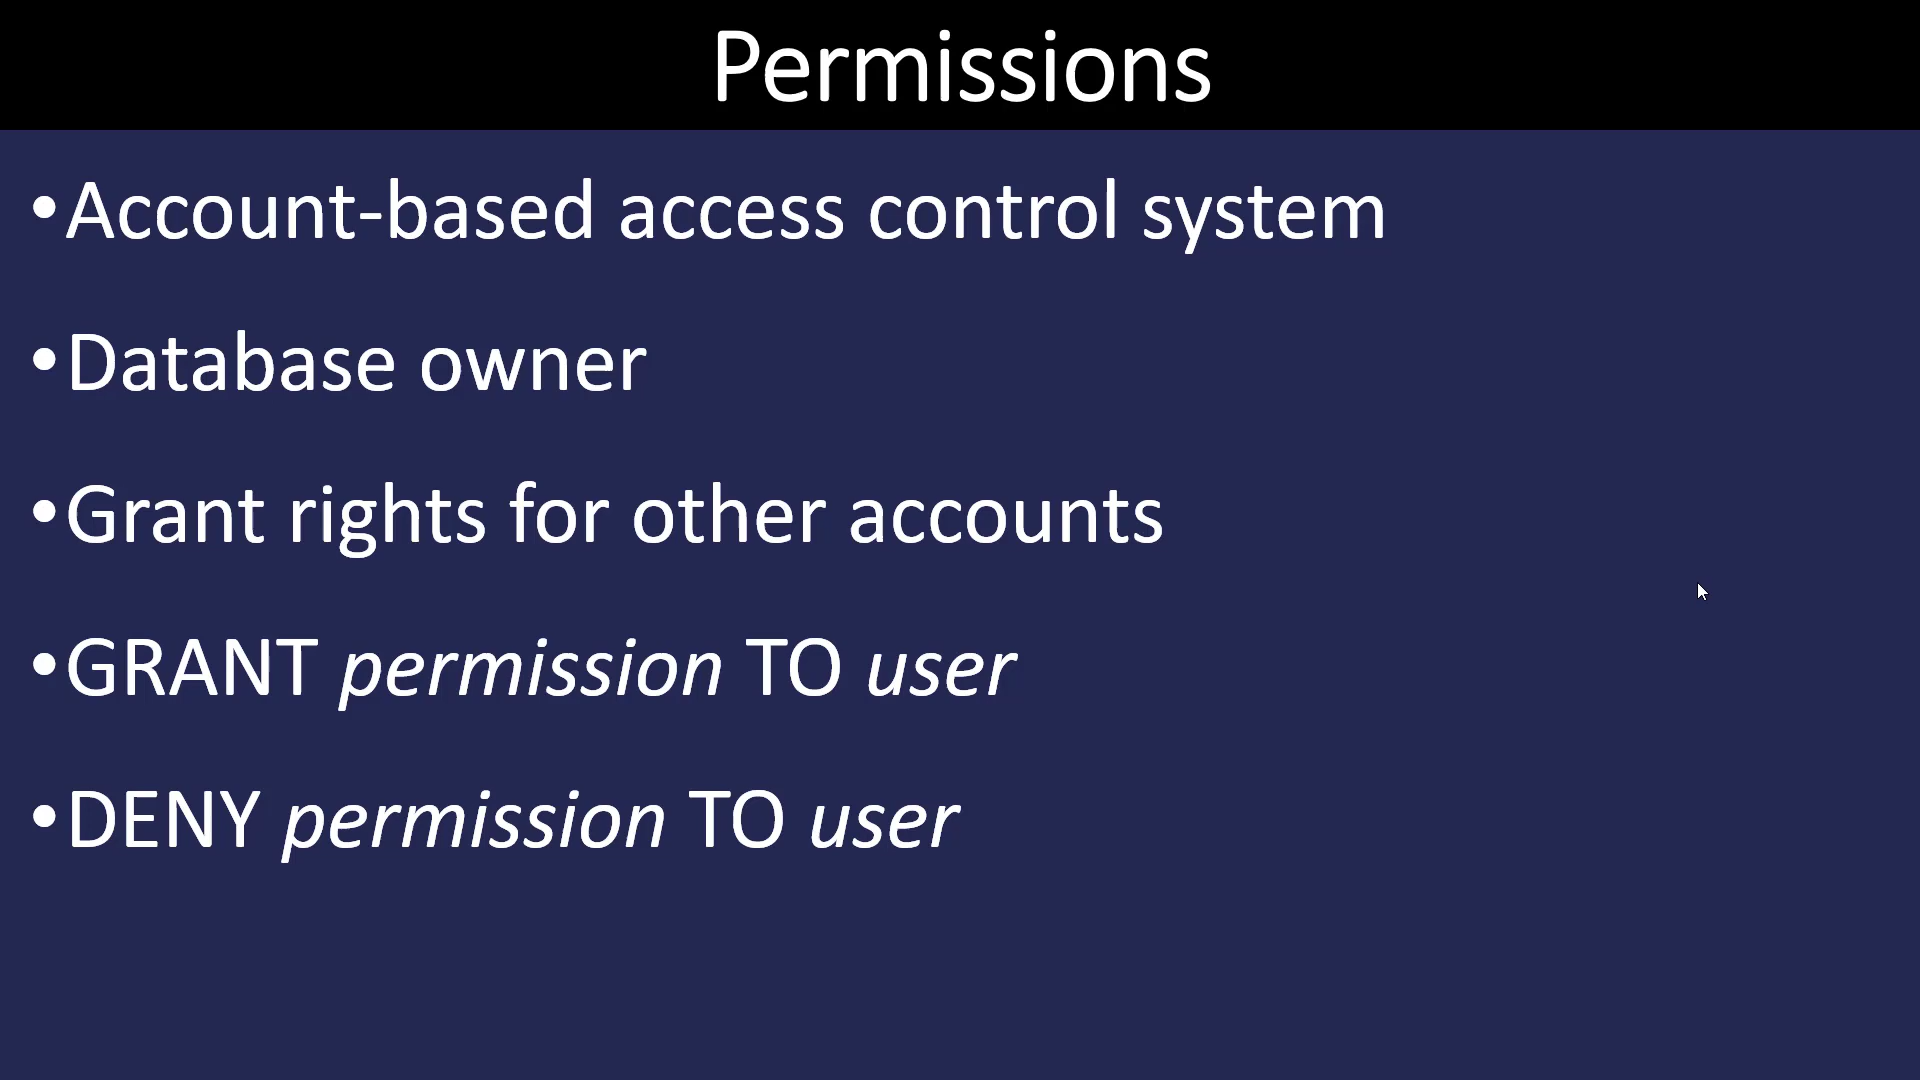 Permissions
•Account-based access control system
•Database owner
•Grant rights for other accounts
•GRANT permission TO user
•DENY permission TO user